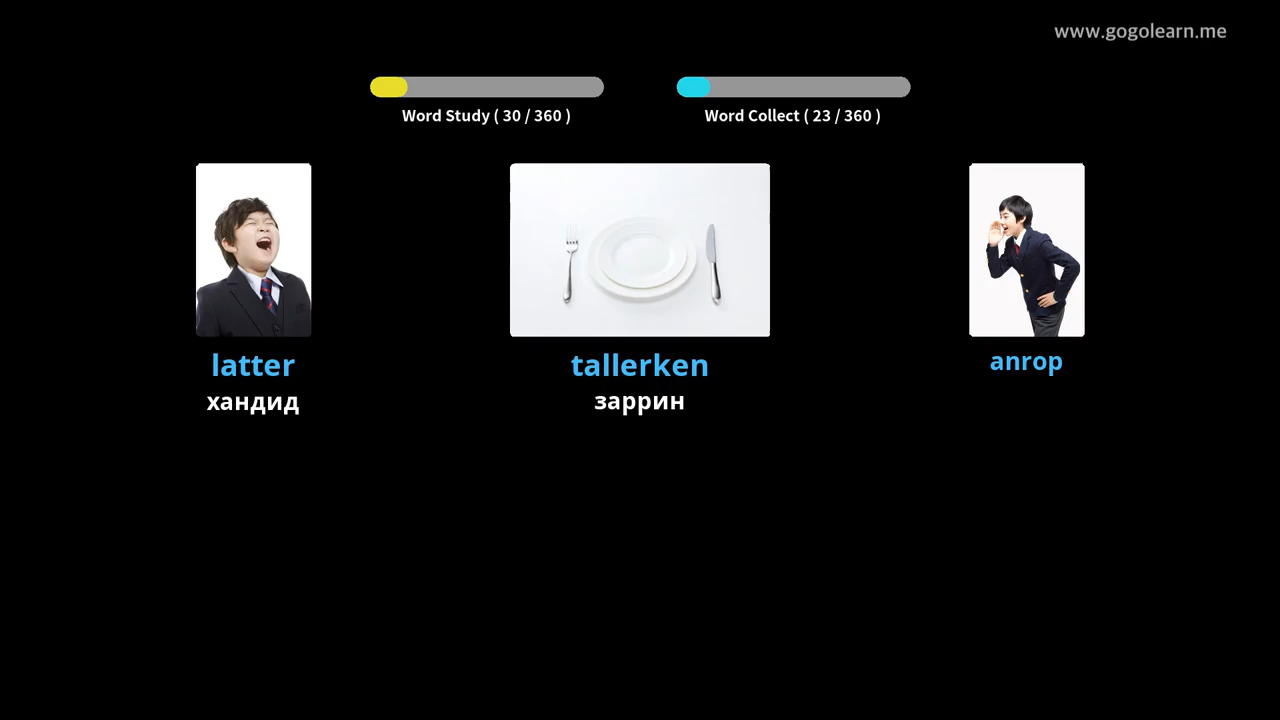 www.gogolearn.me
Word Study ( 30 / 360 )
Word Collect ( 23 / 360 )
latter
хандид
tallerken
заррин
anrop